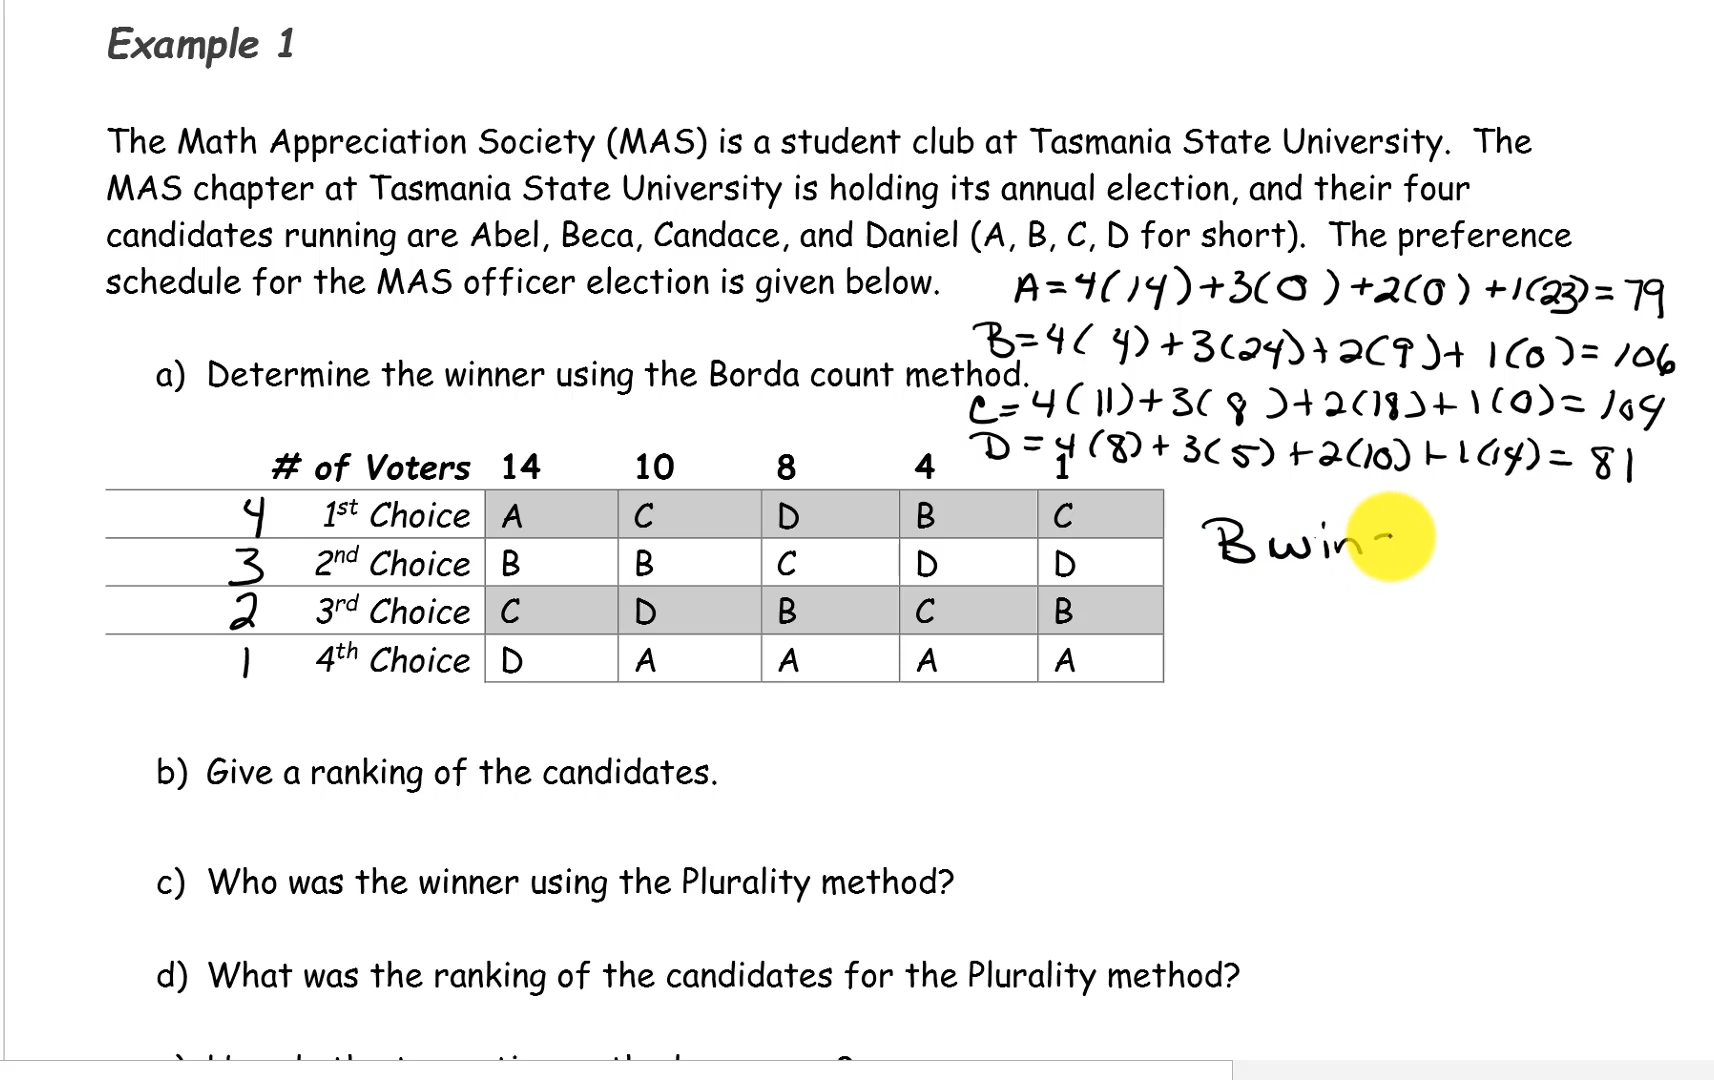 Example 1
The Math Appreciation Society (MAS) is a student club at Tasmania State University. The
MAS chapter at Tasmania State University is holding its annual election, and their four
candidates running are Abel, Beca, Candace, and Daniel (A, B, C, D for short). The preference
schedule for the MAS officer election is given below.
A=4(14)+3(0)+2(0)+1(23)=79
B=4(4)+3(24)+2(9)+1(0)=106
a) Determine the winner using the Borda count method.
C=4(11)+3(8)+2(18)+1(0)=104
D=4(8)+3(5)+2(10)+1(14)=81
# of Voters 14 10 8 4 1
4 1st Choice A C D B C
B win
3 2nd Choice B B C D D
2 3rd Choice C D B C B
1 4th Choice D A A A A
b) Give a ranking of the candidates.
c) Who was the winner using the Plurality method?
d) What was the ranking of the candidates for the Plurality method?